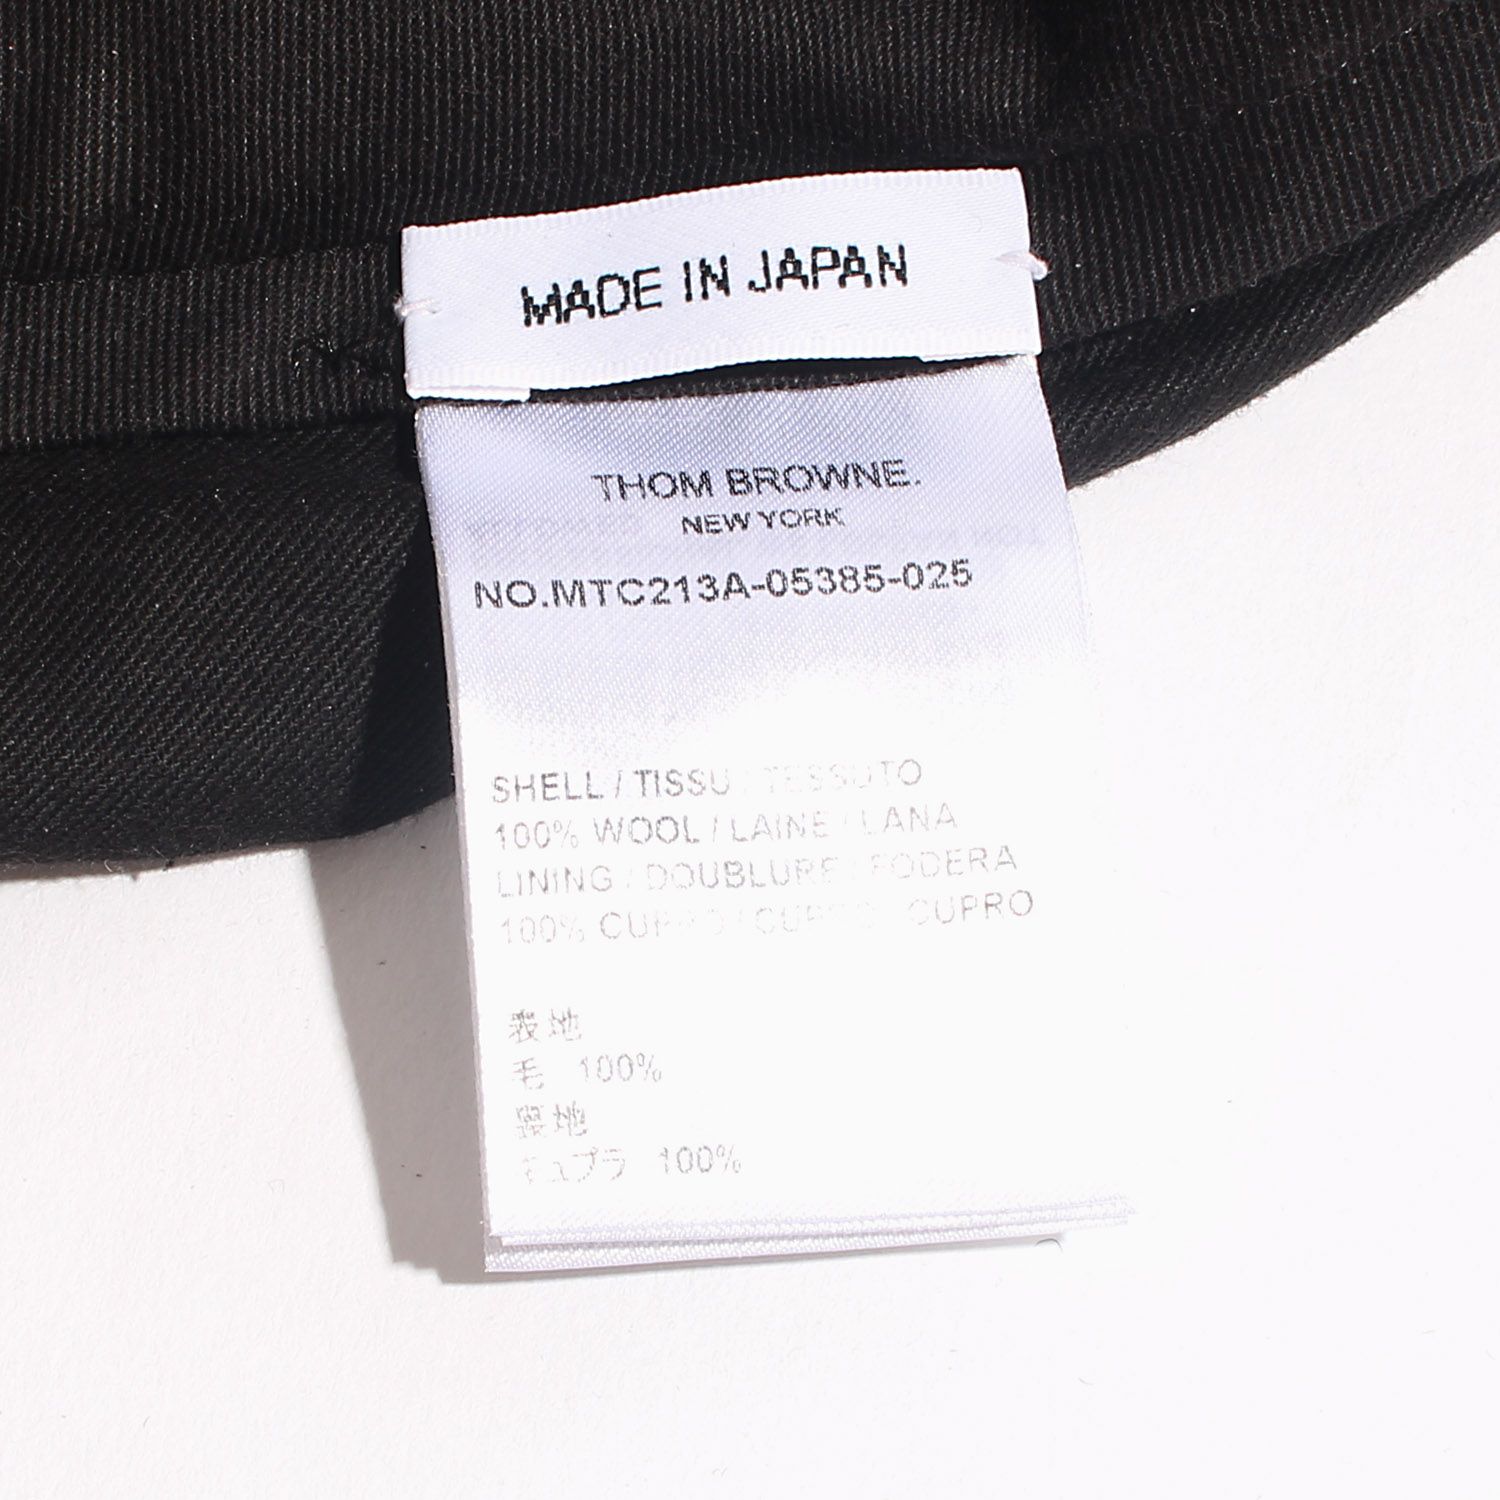 MADE IN JAPAN
THOM BROWNE.
NEW YORK
NO.MTC213A-05385-025
SHELL / TISSU / TESSUTO
100% WOOL / LAINE / LANA
LINING / DOUBLURE / FODERA
100% CUPRO / CUPRO / CUPRO
表地
毛 100%
裏地
キュプラ 100%